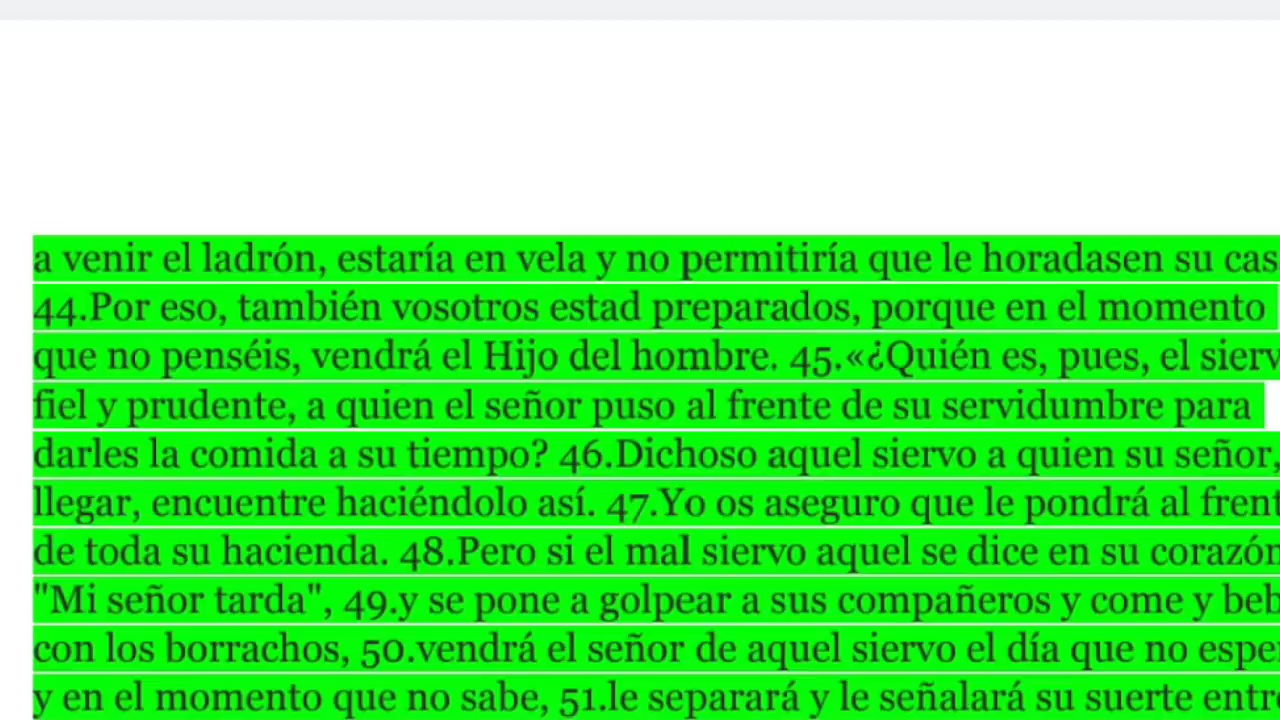 a venir el ladrón, estaría en vela y no permitiría que le horadasen su cas
44.Por eso, también vosotros estad preparados, porque en el momento
que no penséis, vendrá el Hijo del hombre. 45.«¿Quién es, pues, el sierv
fiel y prudente, a quien el señor puso al frente de su servidumbre para
darles la comida a su tiempo? 46.Dichoso aquel siervo a quien su señor,
llegar, encuentre haciéndolo así. 47.Yo os aseguro que le pondrá al frent
de toda su hacienda. 48.Pero si el mal siervo aquel se dice en su corazón
"Mi señor tarda", 49.y se pone a golpear a sus compañeros y come y beb
con los borrachos, 50.vendrá el señor de aquel siervo el día que no espe
y en el momento que no sabe, 51.le separará y le señalará su suerte entr